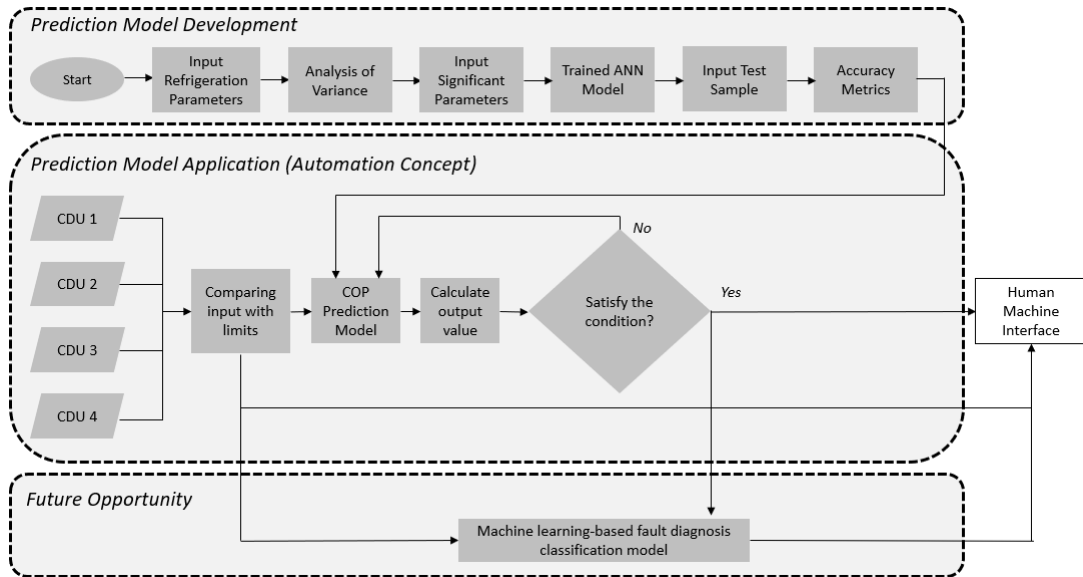 Prediction Model Development
Start
Input
Refrigeration
Parameters
Analysis of
Variance
Input
Significant
Parameters
Trained ANN
Model
Input Test
Sample
Accuracy
Metrics
Prediction Model Application (Automation Concept)
CDU 1
CDU 2
CDU 3
CDU 4
Comparing
input with
limits
COP
Prediction
Model
Calculate
output
value
No
Satisfy the
condition?
Yes
Human
Machine
Interface
Future Opportunity
Machine learning-based fault diagnosis
classification model